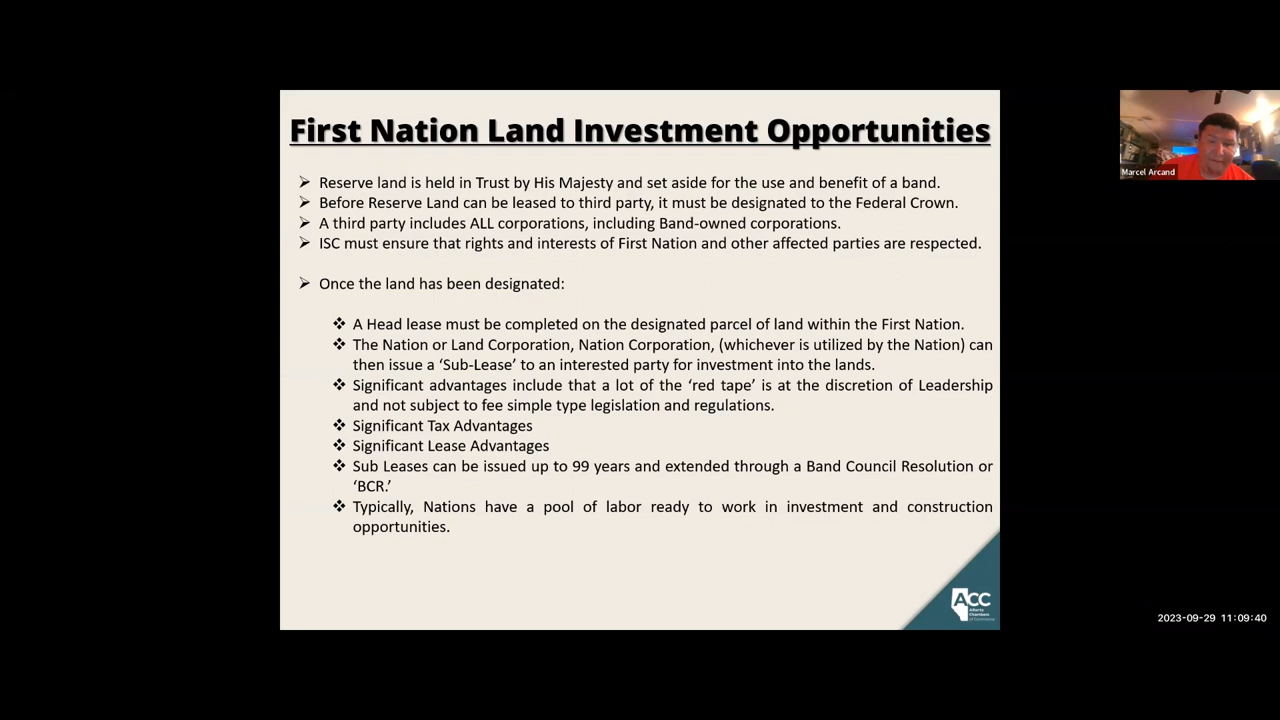 First Nation Land Investment Opportunities
Marcel Arcand
➢ Reserve land is held in Trust by His Majesty and set aside for the use and benefit of a band.
➢ Before Reserve Land can be leased to third party, it must be designated to the Federal Crown.
➢ A third party includes ALL corporations, including Band-owned corporations.
➢ ISC must ensure that rights and interests of First Nation and other affected parties are respected.
➢ Once the land has been designated:
❖ A Head lease must be completed on the designated parcel of land within the First Nation.
❖ The Nation or Land Corporation, Nation Corporation, (whichever is utilized by the Nation) can
then issue a ‘Sub-Lease’ to an interested party for investment into the lands.
❖ Significant advantages include that a lot of the ‘red tape’ is at the discretion of Leadership
and not subject to fee simple type legislation and regulations.
❖ Significant Tax Advantages
❖ Significant Lease Advantages
❖ Sub Leases can be issued up to 99 years and extended through a Band Council Resolution or
‘BCR.’
❖ Typically, Nations have a pool of labor ready to work in investment and construction
opportunities.
ACC
Alberta
Chambers
of Commerce
2023-09-29 11:09:40